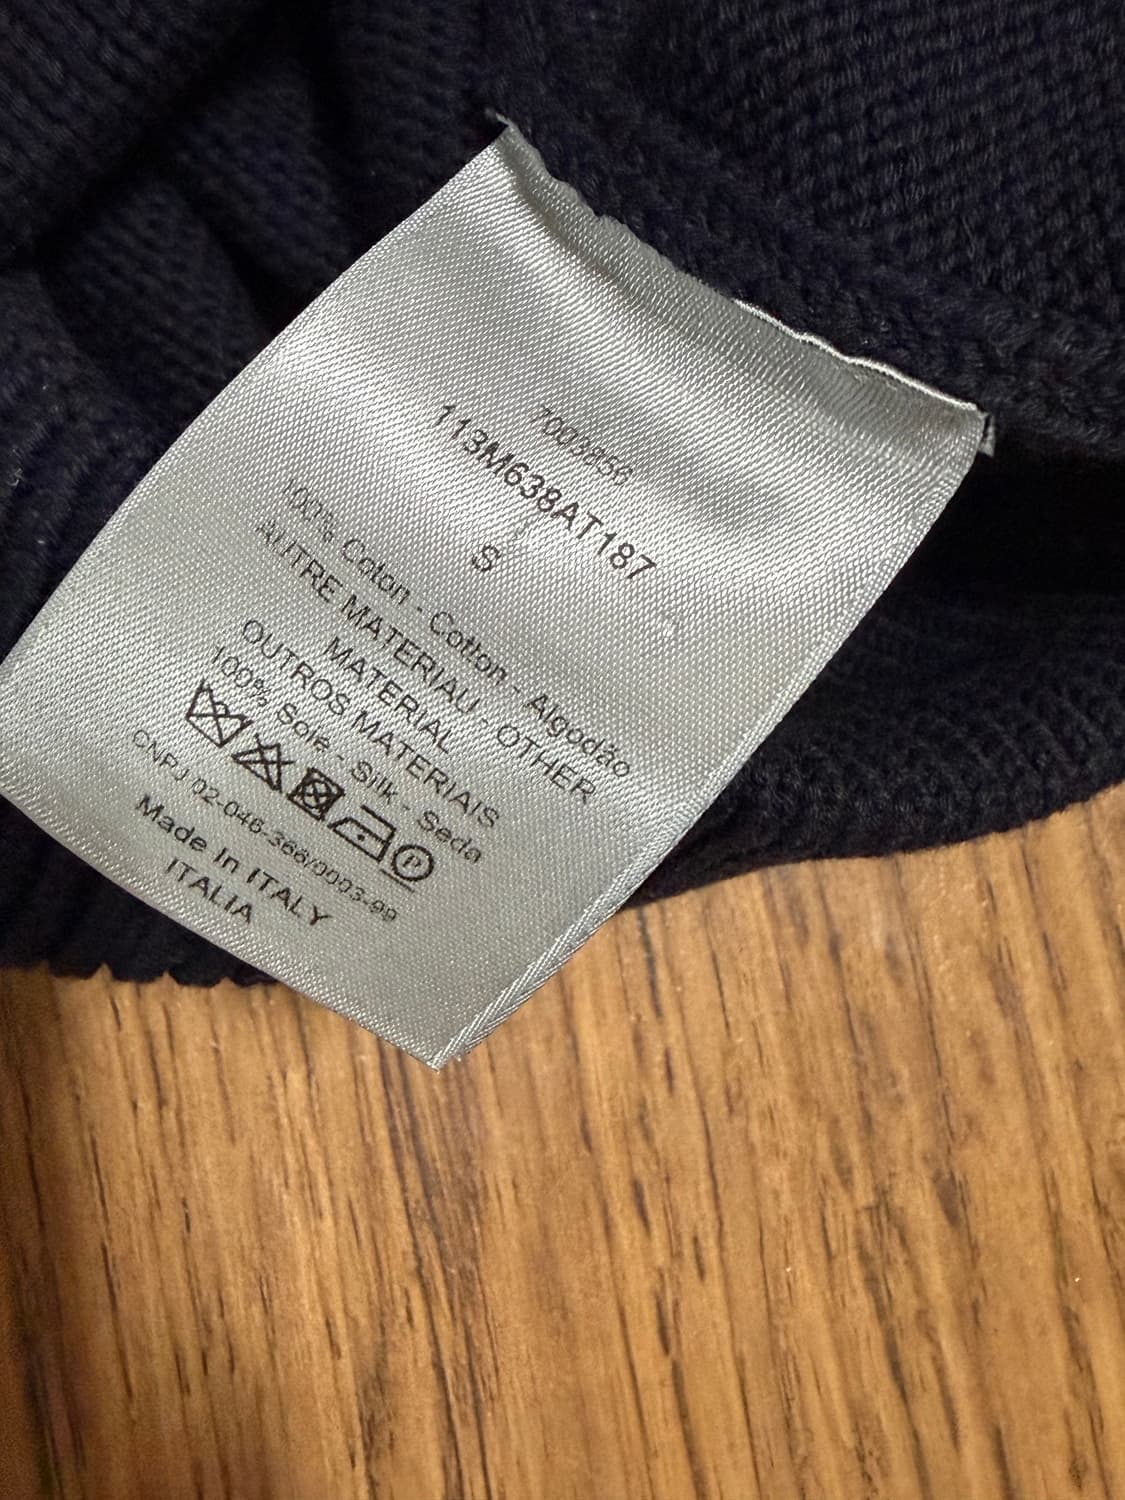 7003856
113M638AT187
S
100% Coton - Cotton - Algodão
AUTRE MATERIAU - OTHER
MATERIAL
OUTROS MATERIAIS
100% Soie - Silk - Seda
P
CNPJ 02-046-366/0003-99
Made In ITALY
ITALIA